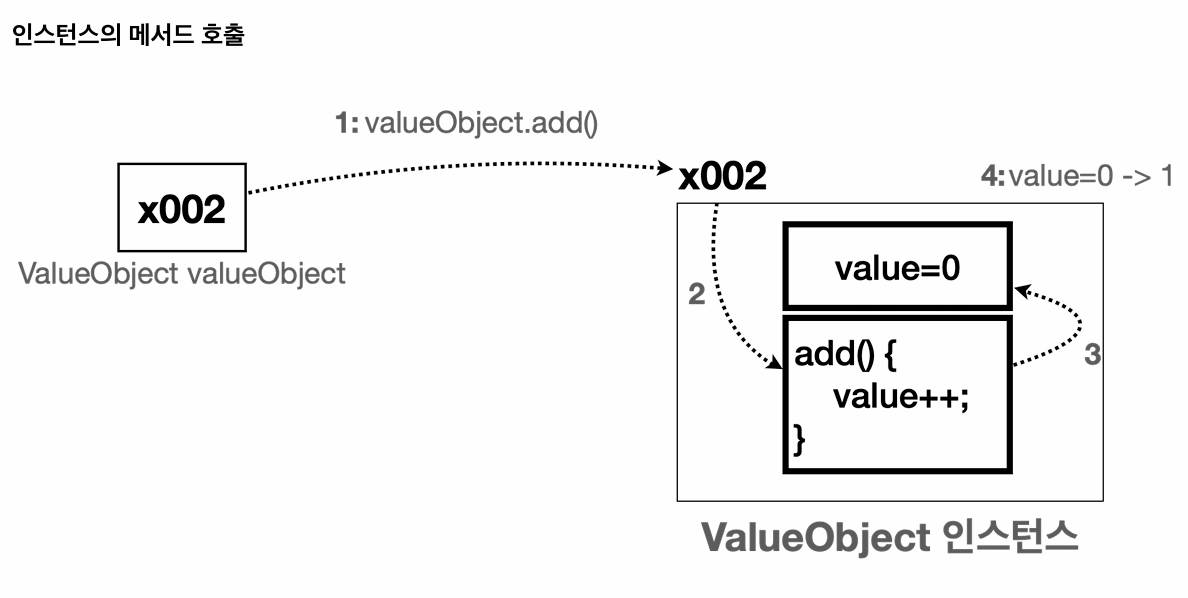 인스턴스의 메서드 호출
1: valueObject.add()
x002
ValueObject valueObject
x002
4: value=0 -> 1
value=0
2
add() {
value++;
}
3
ValueObject 인스턴스